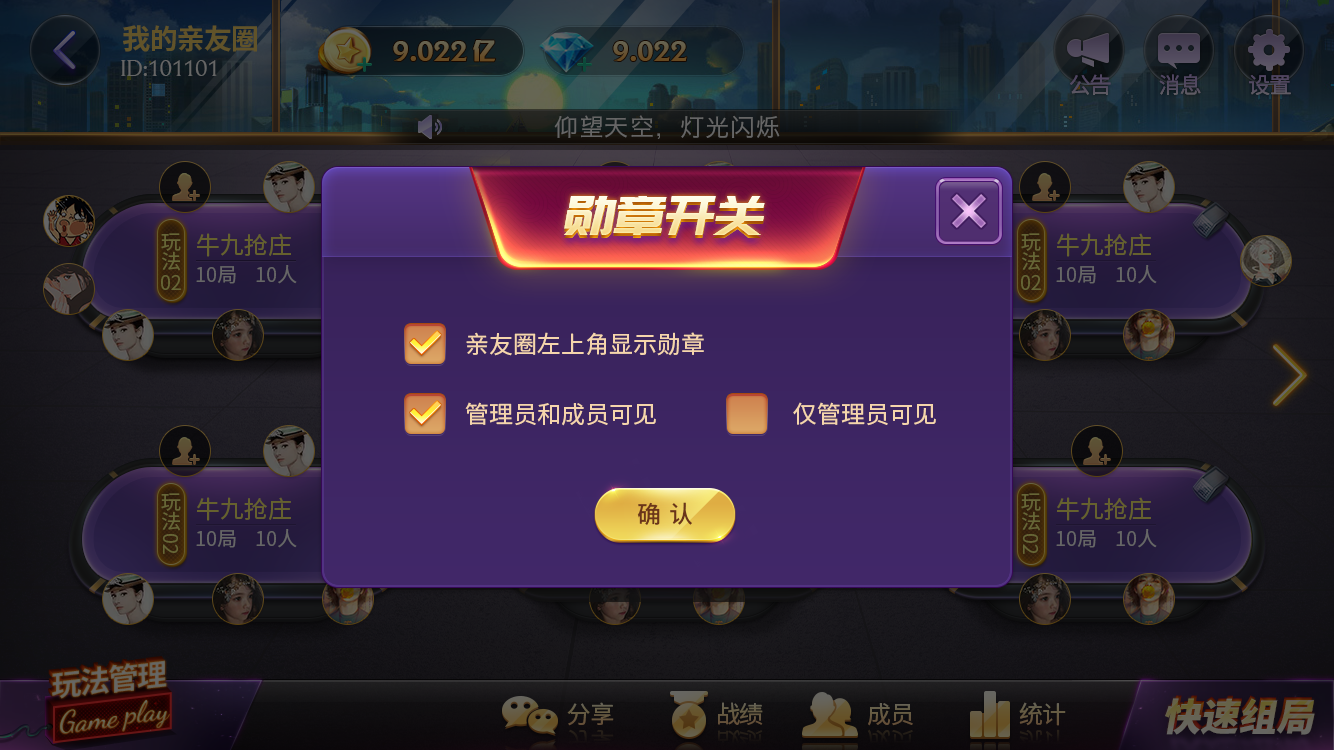 我的亲友圈
ID:101101
9.022亿
9.022
公告
消息
设置
仰望天空，灯光闪烁
勋章开关
玩法02
牛九抢庄
10局 10人
玩法02
牛九抢庄
10局 10人
亲友圈左上角显示勋章
管理员和成员可见
仅管理员可见
确认
玩法02
牛九抢庄
10局 10人
玩法02
牛九抢庄
10局 10人
玩法管理
Game play
分享
战绩
成员
统计
快速组局